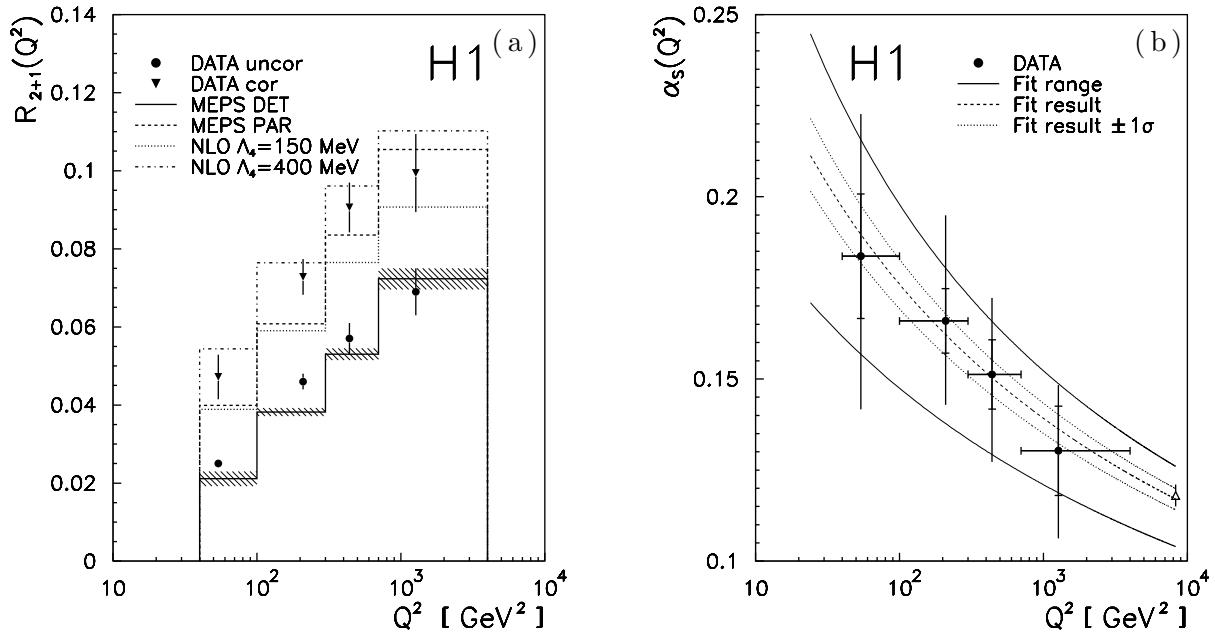 R₂₊₁(Q²)
0.14
0.12
0.1
0.08
0.06
0.04
0.02
0
H1
(a)
DATA uncor
DATA cor
MEPS DET
MEPS PAR
NLO Λ₄=150 MeV
NLO Λ₄=400 MeV
10 10² 10³ 10⁴
Q² [ GeV² ]
αₛ(Q²)
0.25
0.2
0.15
0.1
H1
(b)
DATA
Fit range
Fit result
Fit result ±1σ
10 10² 10³ 10⁴
Q² [ GeV² ]